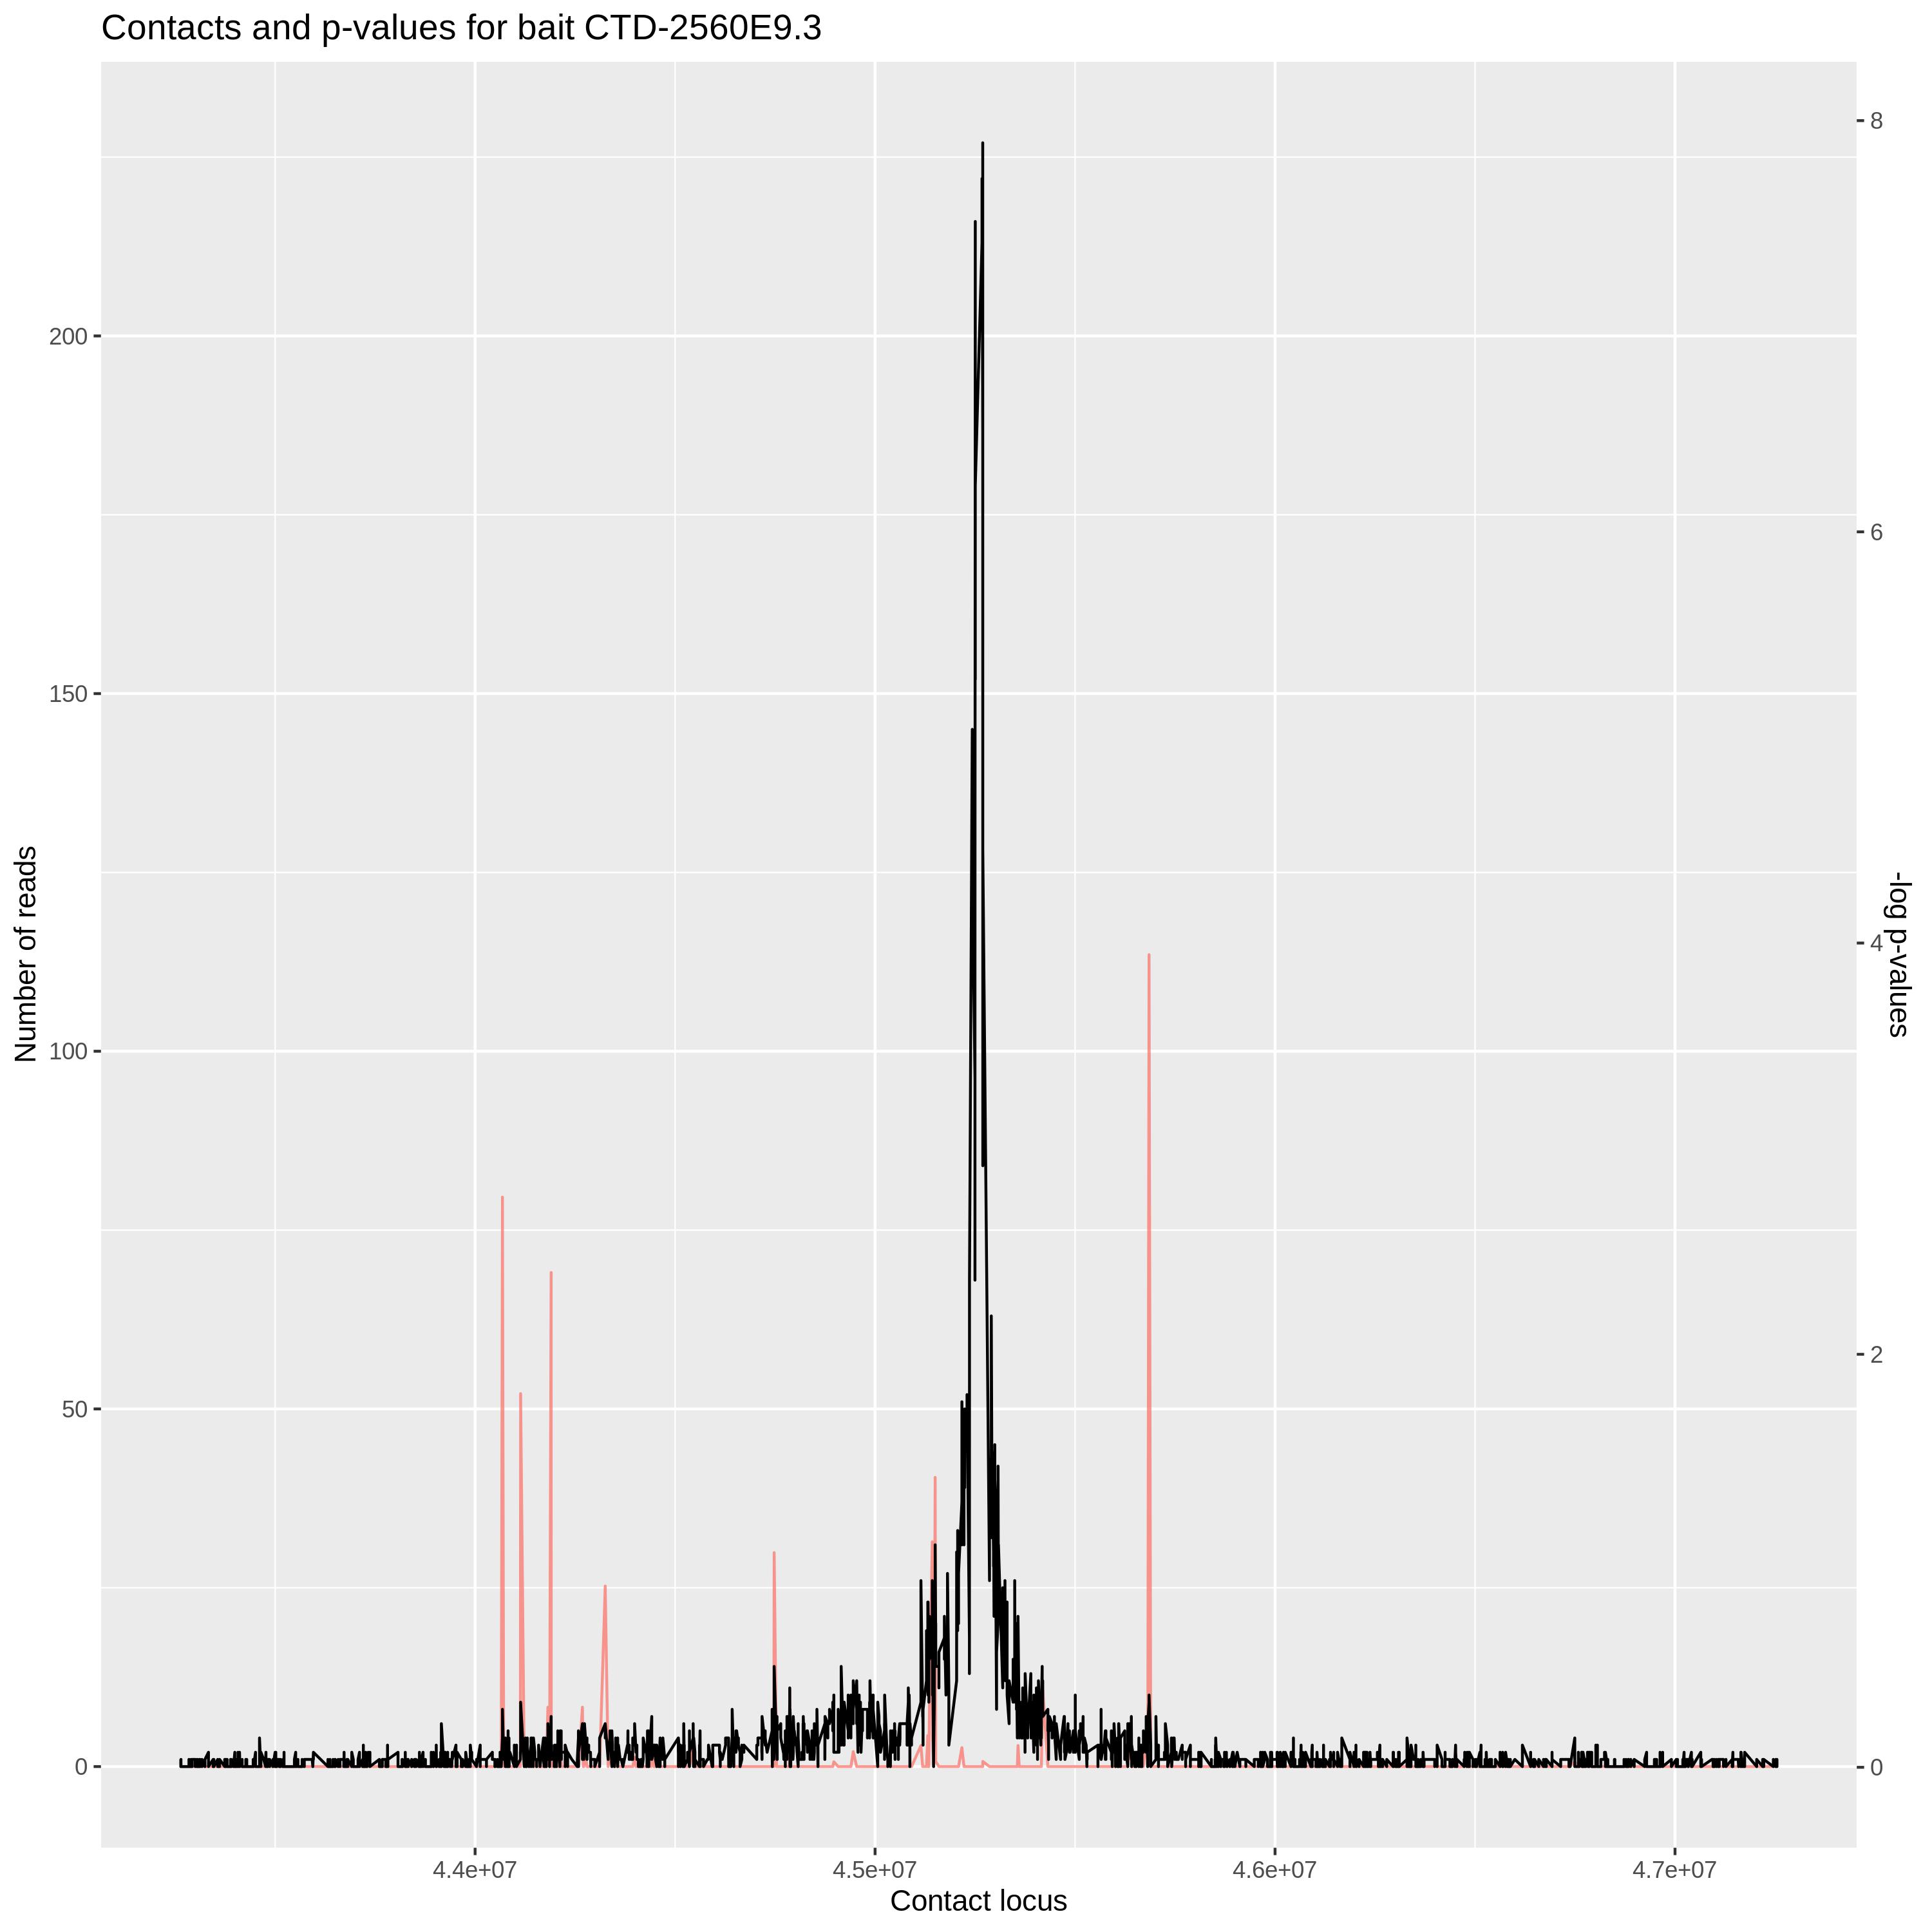 Contacts and p-values for bait CTD-2560E9.3
Number of reads
200
150
100
50
0
8
6
4
2
0
-log p-values
4.4e+07
4.5e+07
4.6e+07
4.7e+07
Contact locus